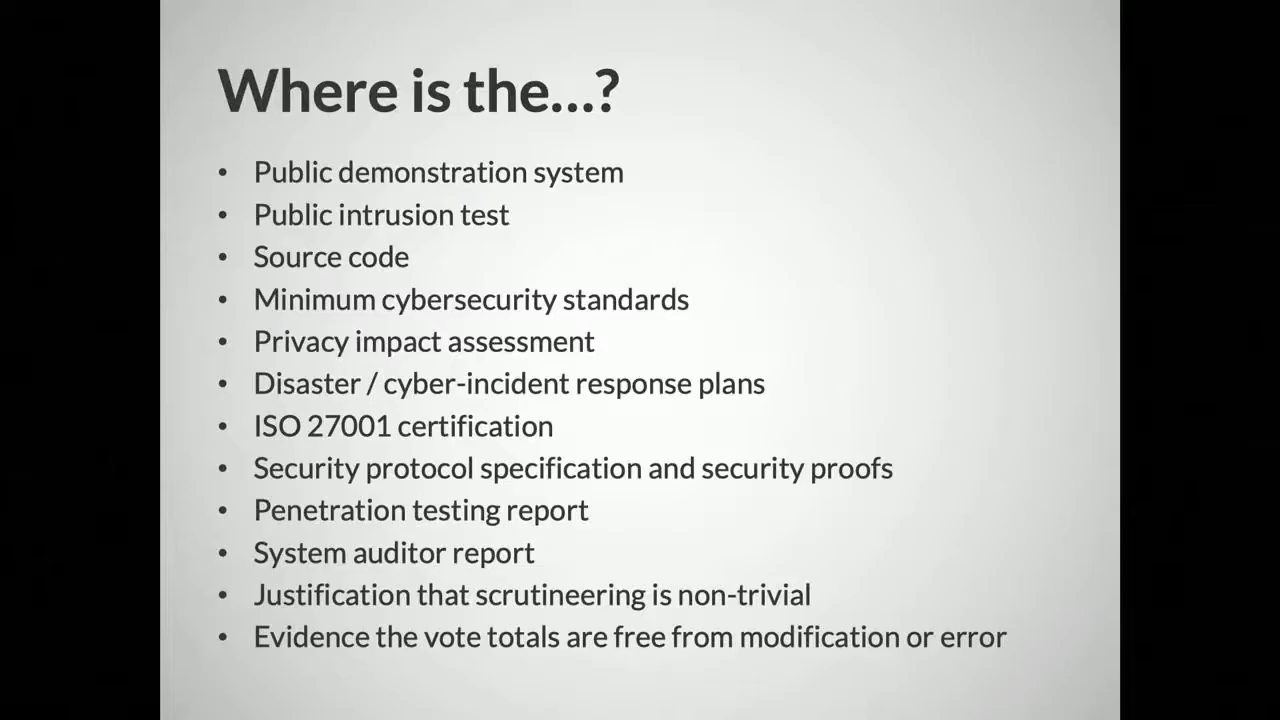 Where is the...?
• Public demonstration system
• Public intrusion test
• Source code
• Minimum cybersecurity standards
• Privacy impact assessment
• Disaster / cyber-incident response plans
• ISO 27001 certification
• Security protocol specification and security proofs
• Penetration testing report
• System auditor report
• Justification that scrutineering is non-trivial
• Evidence the vote totals are free from modification or error